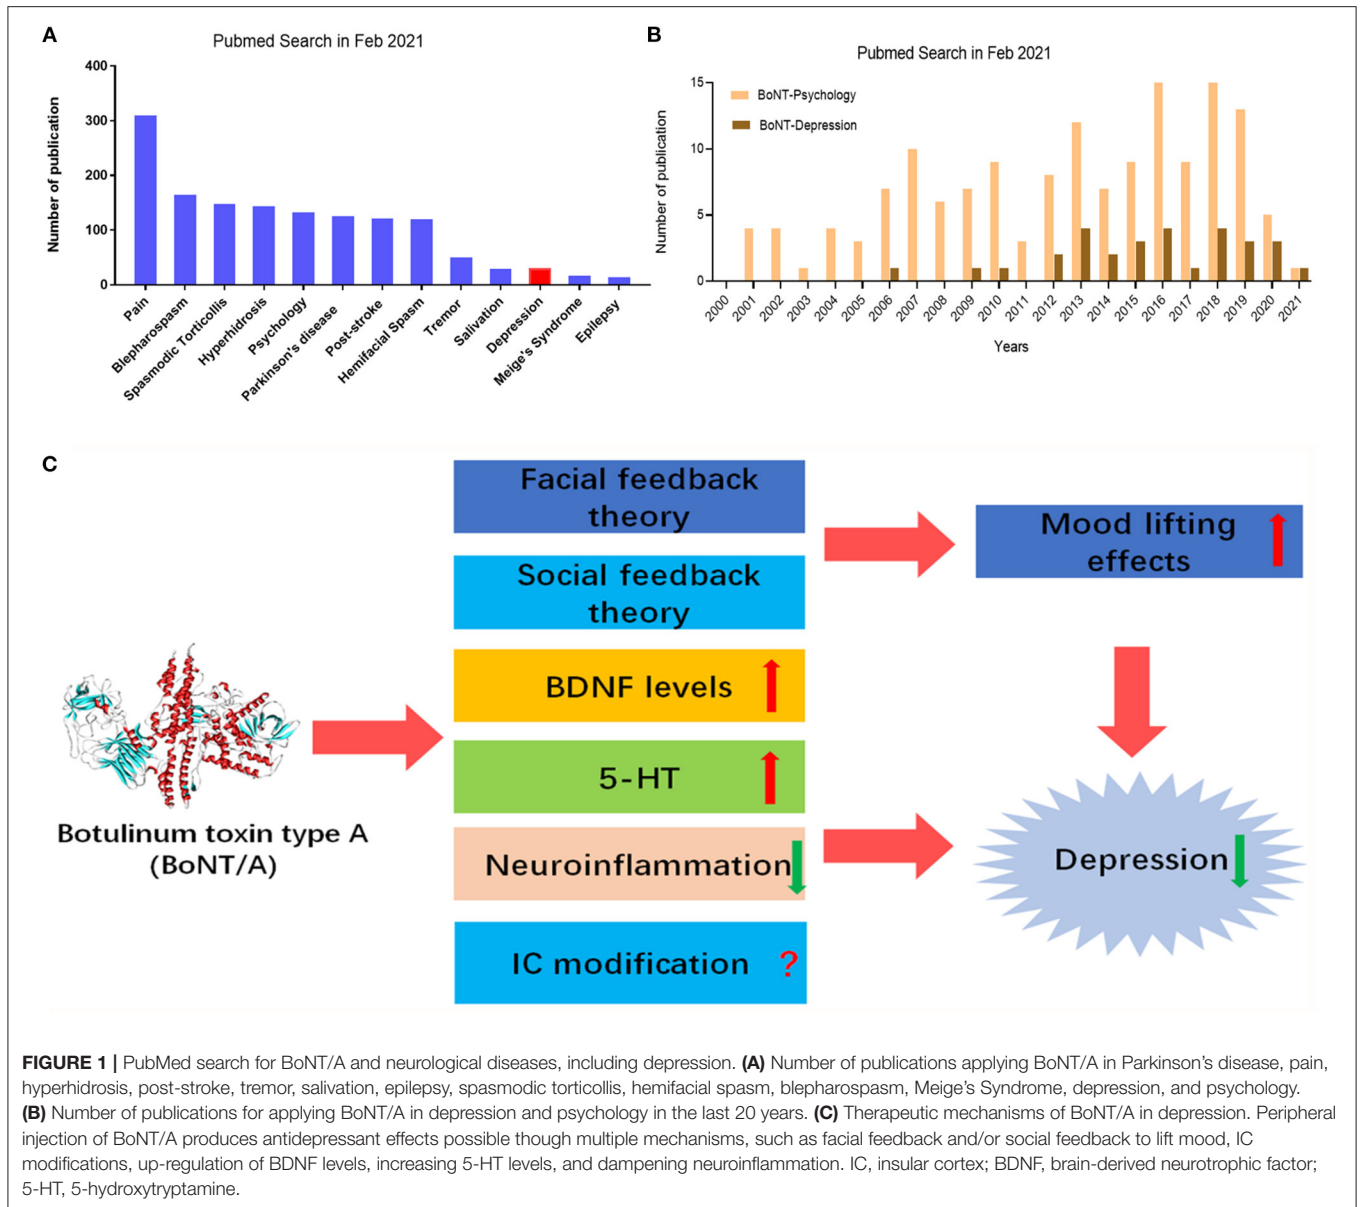 A
Pubmed Search in Feb 2021
Number of publication
400
300
200
100
0
Pain
Blepharospasm
Spasmodic Torticollis
Hyperhidrosis
Psychology
Parkinson's disease
Post-stroke
Hemifacial Spasm
Tremor
Salivation
Depression
Meige's Syndrome
Epilepsy
B
Pubmed Search in Feb 2021
Number of publication
15
10
5
0
BoNT-Psychology
BoNT-Depression
2000
2001
2002
2003
2004
2005
2006
2007
2008
2009
2010
2011
2012
2013
2014
2015
2016
2017
2018
2019
2020
2021
Years
C
Botulinum toxin type A
(BoNT/A)
Facial feedback
theory
Social feedback
theory
BDNF levels
5-HT
Neuroinflammation
IC modification ?
Mood lifting
effects
Depression
FIGURE 1 | PubMed search for BoNT/A and neurological diseases, including depression. (A) Number of publications applying BoNT/A in Parkinson's disease, pain,
hyperhidrosis, post-stroke, tremor, salivation, epilepsy, spasmodic torticollis, hemifacial spasm, blepharospasm, Meige's Syndrome, depression, and psychology.
(B) Number of publications for applying BoNT/A in depression and psychology in the last 20 years. (C) Therapeutic mechanisms of BoNT/A in depression. Peripheral
injection of BoNT/A produces antidepressant effects possible though multiple mechanisms, such as facial feedback and/or social feedback to lift mood, IC
modifications, up-regulation of BDNF levels, increasing 5-HT levels, and dampening neuroinflammation. IC, insular cortex; BDNF, brain-derived neurotrophic factor;
5-HT, 5-hydroxytryptamine.